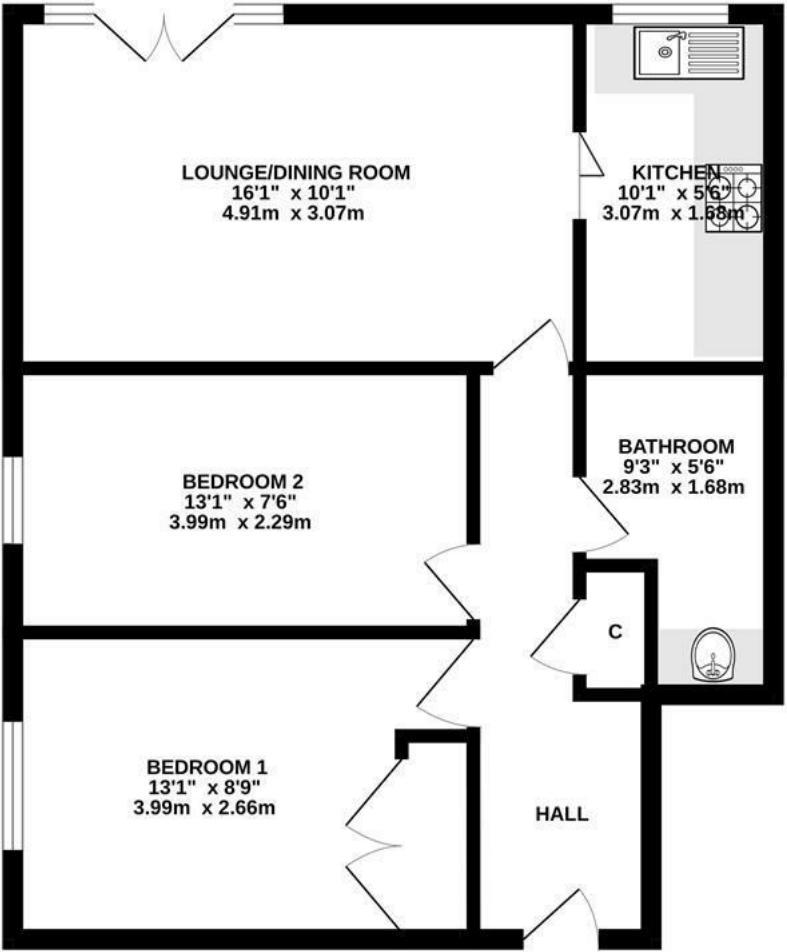 LOUNGE/DINING ROOM
16'1" x 10'1"
4.91m x 3.07m
KITCHEN
10'1" x 5'6"
3.07m x 1.68m
BATHROOM
9'3" x 5'6"
2.83m x 1.68m
BEDROOM 2
13'1" x 7'6"
3.99m x 2.29m
C
BEDROOM 1
13'1" x 8'9"
3.99m x 2.66m
HALL